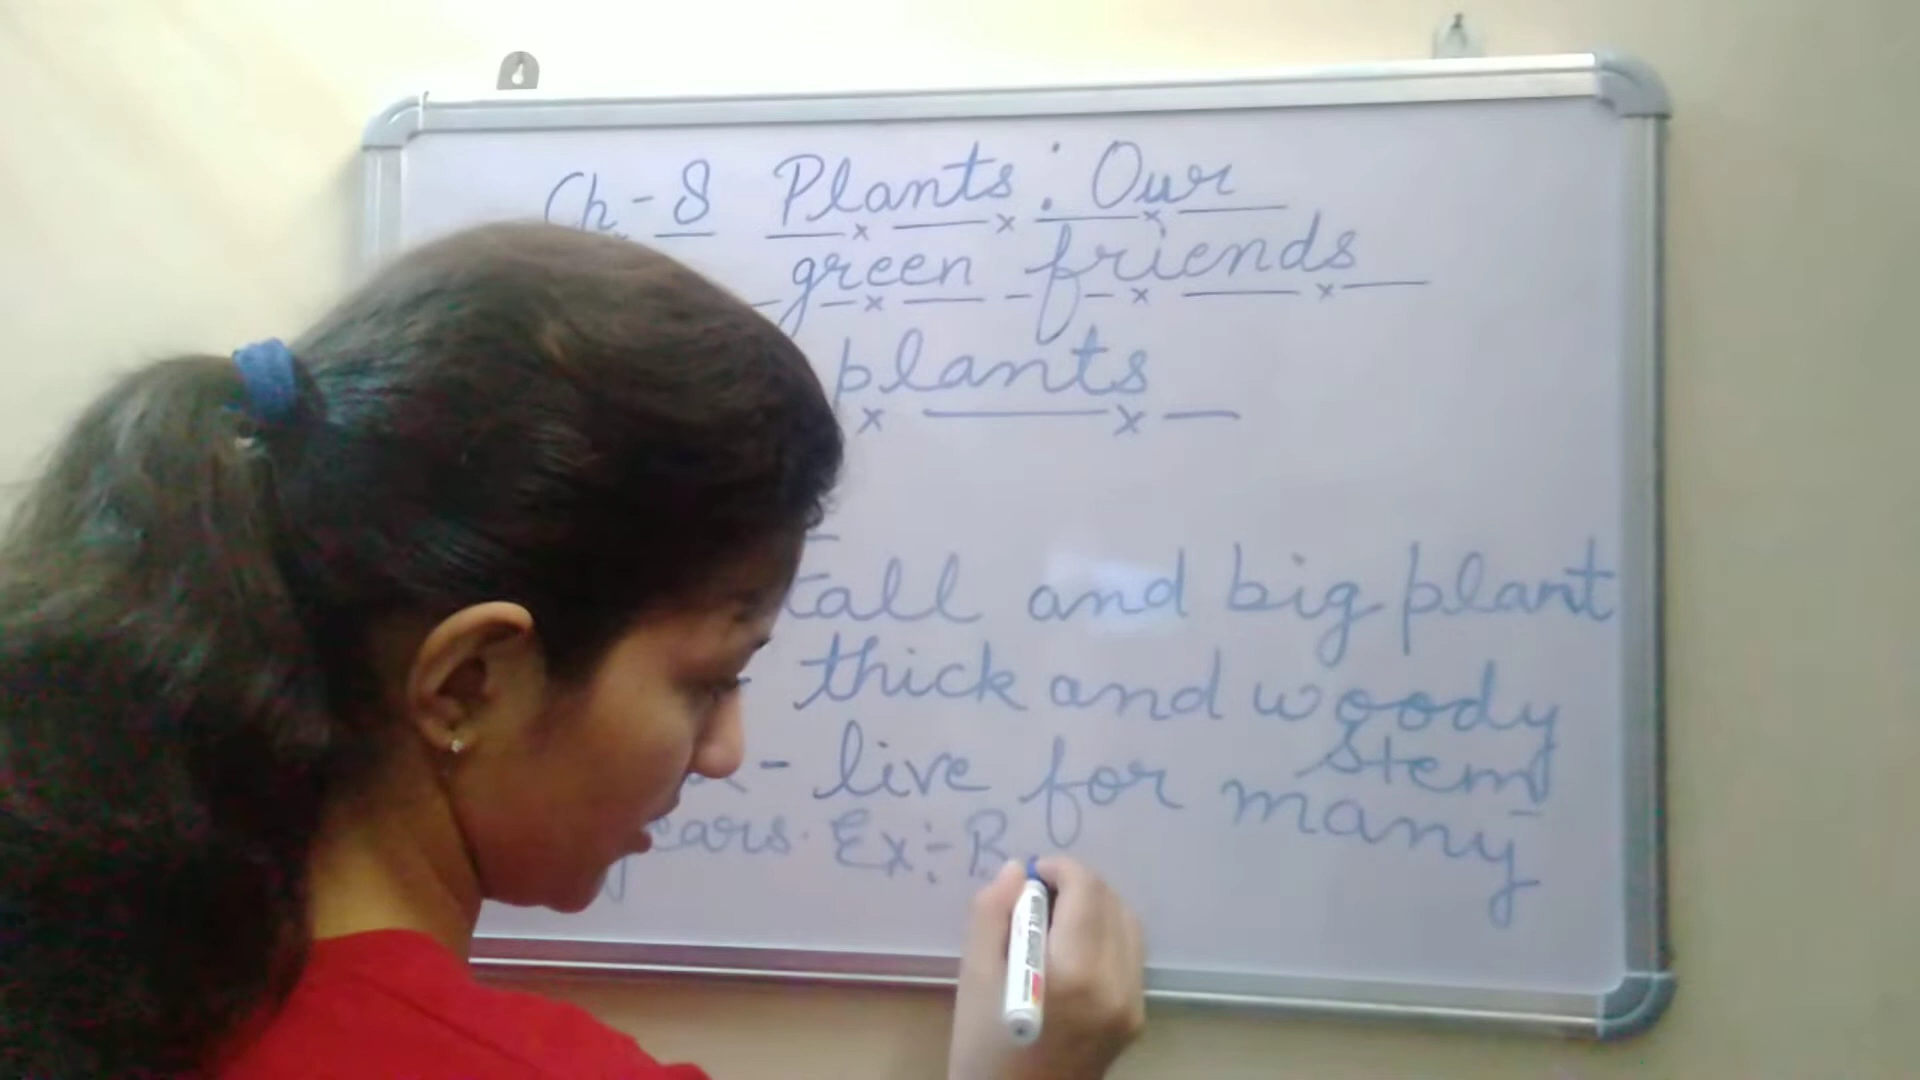 Ch-8 Plants: Our
green friends
plants
tall and big plant
- thick and woody
stem
- live for many
years. Ex:- B